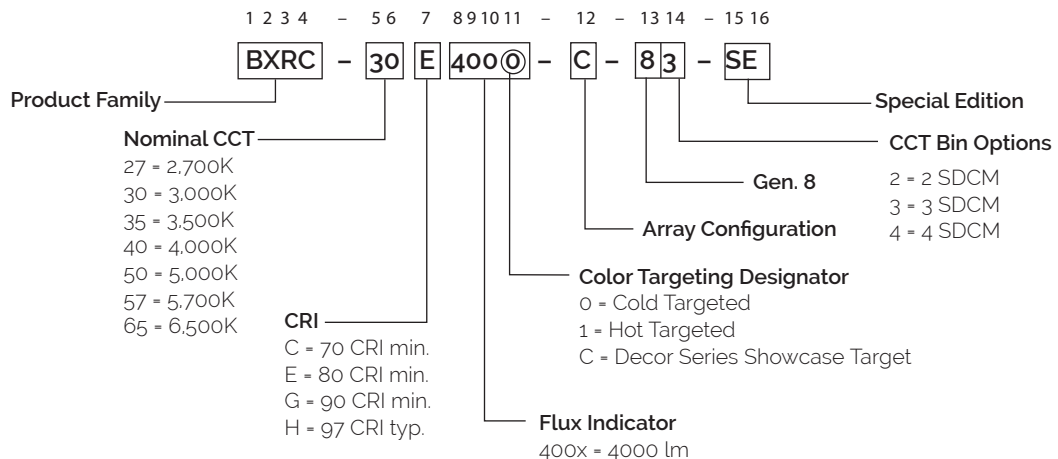 1 2 3 4 – 5 6 7 8 9 10 11 – 12 – 13 14 – 15 16
BXRC – 30 E 400 0 – C – 8 3 – SE
Product Family
Special Edition
Nominal CCT
27 = 2,700K
30 = 3,000K
35 = 3,500K
40 = 4,000K
50 = 5,000K
57 = 5,700K
65 = 6,500K
CCT Bin Options
2 = 2 SDCM
3 = 3 SDCM
4 = 4 SDCM
Gen. 8
Array Configuration
Color Targeting Designator
0 = Cold Targeted
1 = Hot Targeted
C = Decor Series Showcase Target
CRI
C = 70 CRI min.
E = 80 CRI min.
G = 90 CRI min.
H = 97 CRI typ.
Flux Indicator
400x = 4000 lm